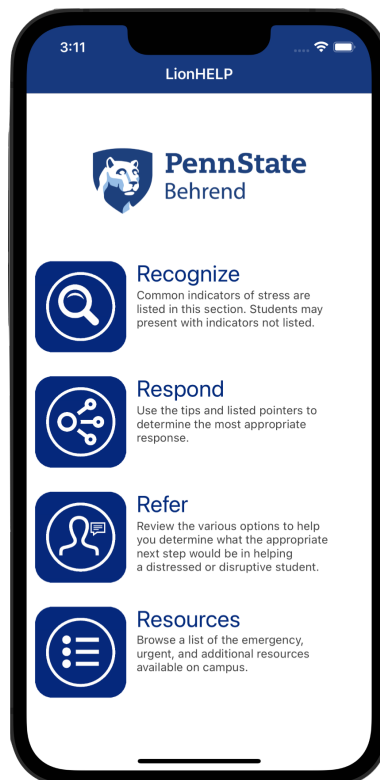 3:11
LionHELP
PennState
Behrend
Recognize
Common indicators of stress are
listed in this section. Students may
present with indicators not listed.
Respond
Use the tips and listed pointers to
determine the most appropriate
response.
Refer
Review the various options to help
you determine what the appropriate
next step would be in helping
a distressed or disruptive student.
Resources
Browse a list of the emergency,
urgent, and additional resources
available on campus.